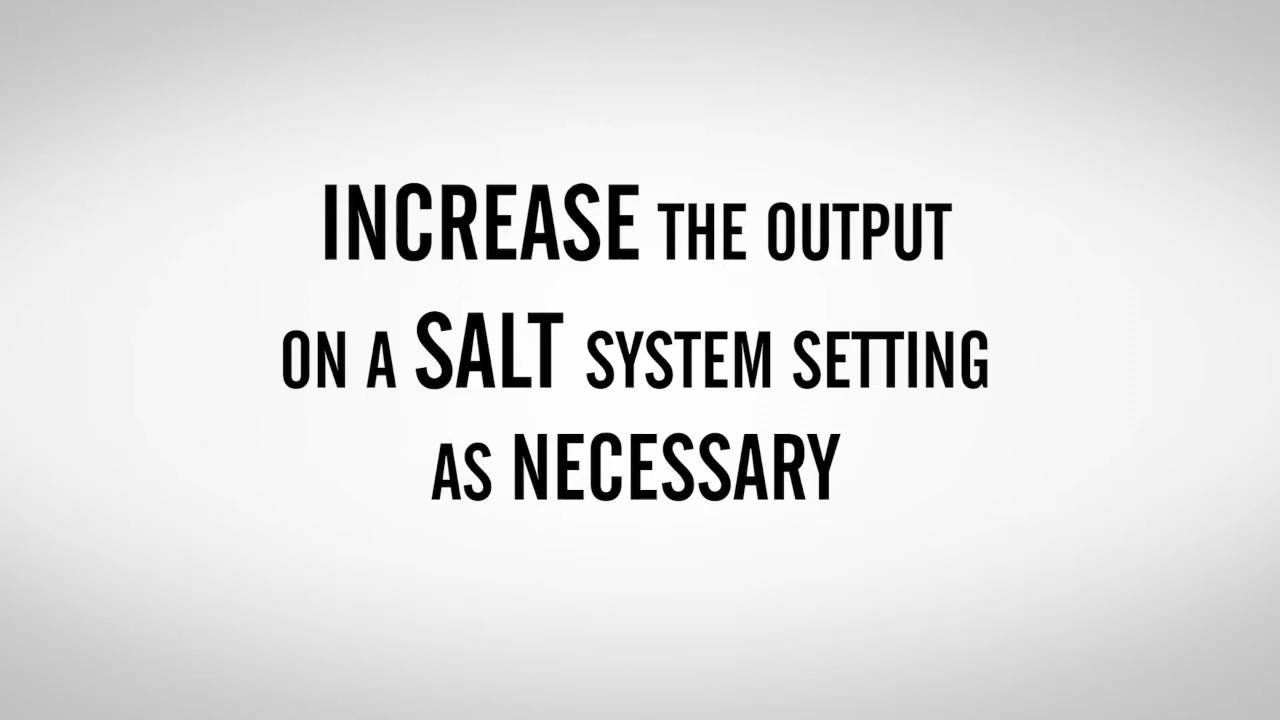 INCREASE THE OUTPUT
ON A SALT SYSTEM SETTING
AS NECESSARY